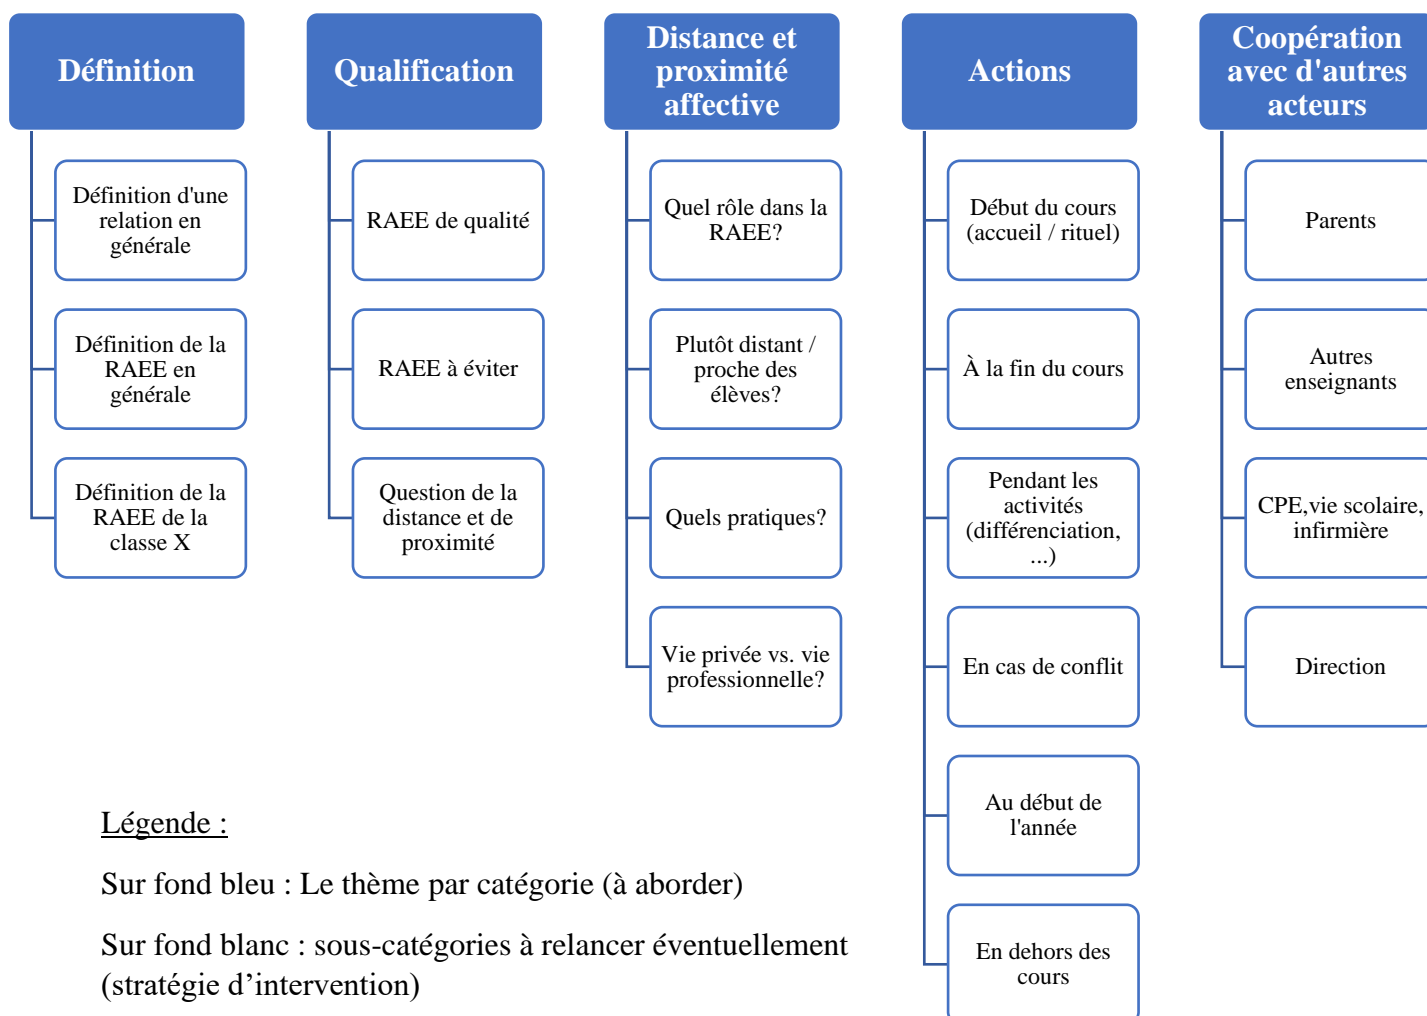 Définition
Définition d'une
relation en
générale
Définition de la
RAEE en
générale
Définition de la
RAEE de la
classe X
Qualification
RAEE de qualité
RAEE à éviter
Question de la
distance et de
proximité
Distance et
proximité
affective
Quel rôle dans la
RAEE?
Plutôt distant /
proche des
élèves?
Quels pratiques?
Vie privée vs. vie
professionnelle?
Actions
Début du cours
(accueil / rituel)
À la fin du cours
Pendant les
activités
(différenciation,
...)
En cas de conflit
Au début de
l'année
En dehors des
cours
Coopération
avec d'autres
acteurs
Parents
Autres
enseignants
CPE,vie scolaire,
infirmière
Direction
Légende :
Sur fond bleu : Le thème par catégorie (à aborder)
Sur fond blanc : sous-catégories à relancer éventuellement
(stratégie d’intervention)